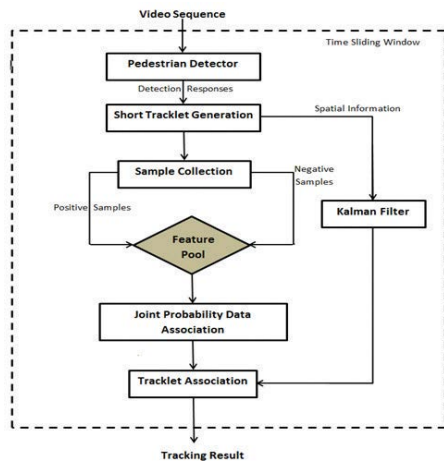 Video Sequence
Time Sliding Window
Pedestrian Detector
Detection Responses
Short Tracklet Generation
Spatial Information
Sample Collection
Negative
Samples
Positive Samples
Kalman Filter
Feature
Pool
Joint Probability Data
Association
Tracklet Association
Tracking Result